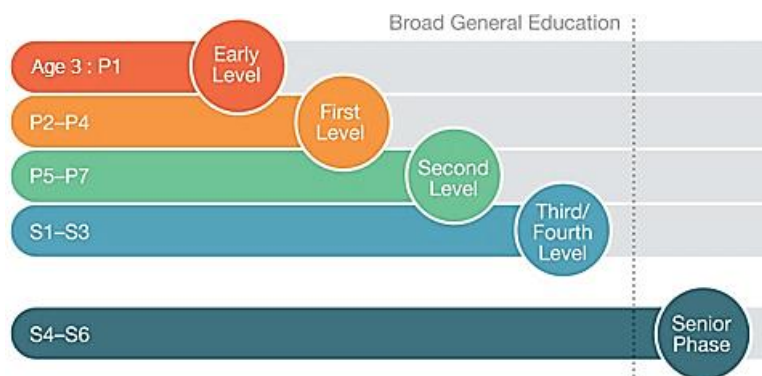 Broad General Education
Age 3 : P1
Early
Level
P2–P4
First
Level
P5–P7
Second
Level
S1–S3
Third/
Fourth
Level
S4–S6
Senior
Phase